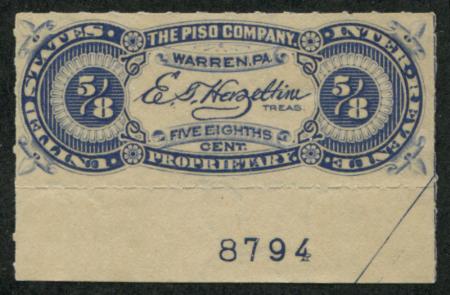 UNITED STATES · THE PISO COMPANY. · INTER. REVENUE
WARREN, PA.
5/8 E. G. Hazeltine 5/8
TREAS.
FIVE EIGHTHS
CENT.
PROPRIETARY
8794